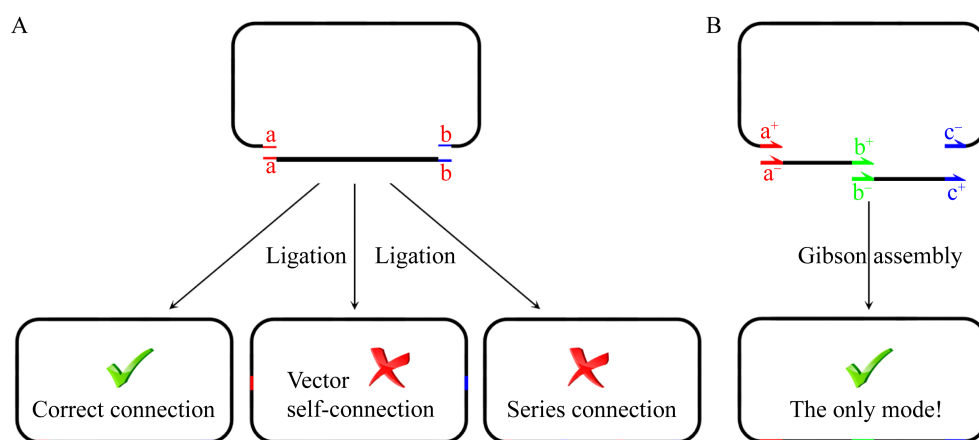 A
B
a
b
a
b
a⁺
c⁻
b⁺
a⁻
b⁻
c⁺
Ligation
Ligation
Gibson assembly
Correct connection
Vector
self-connection
Series connection
The only mode!